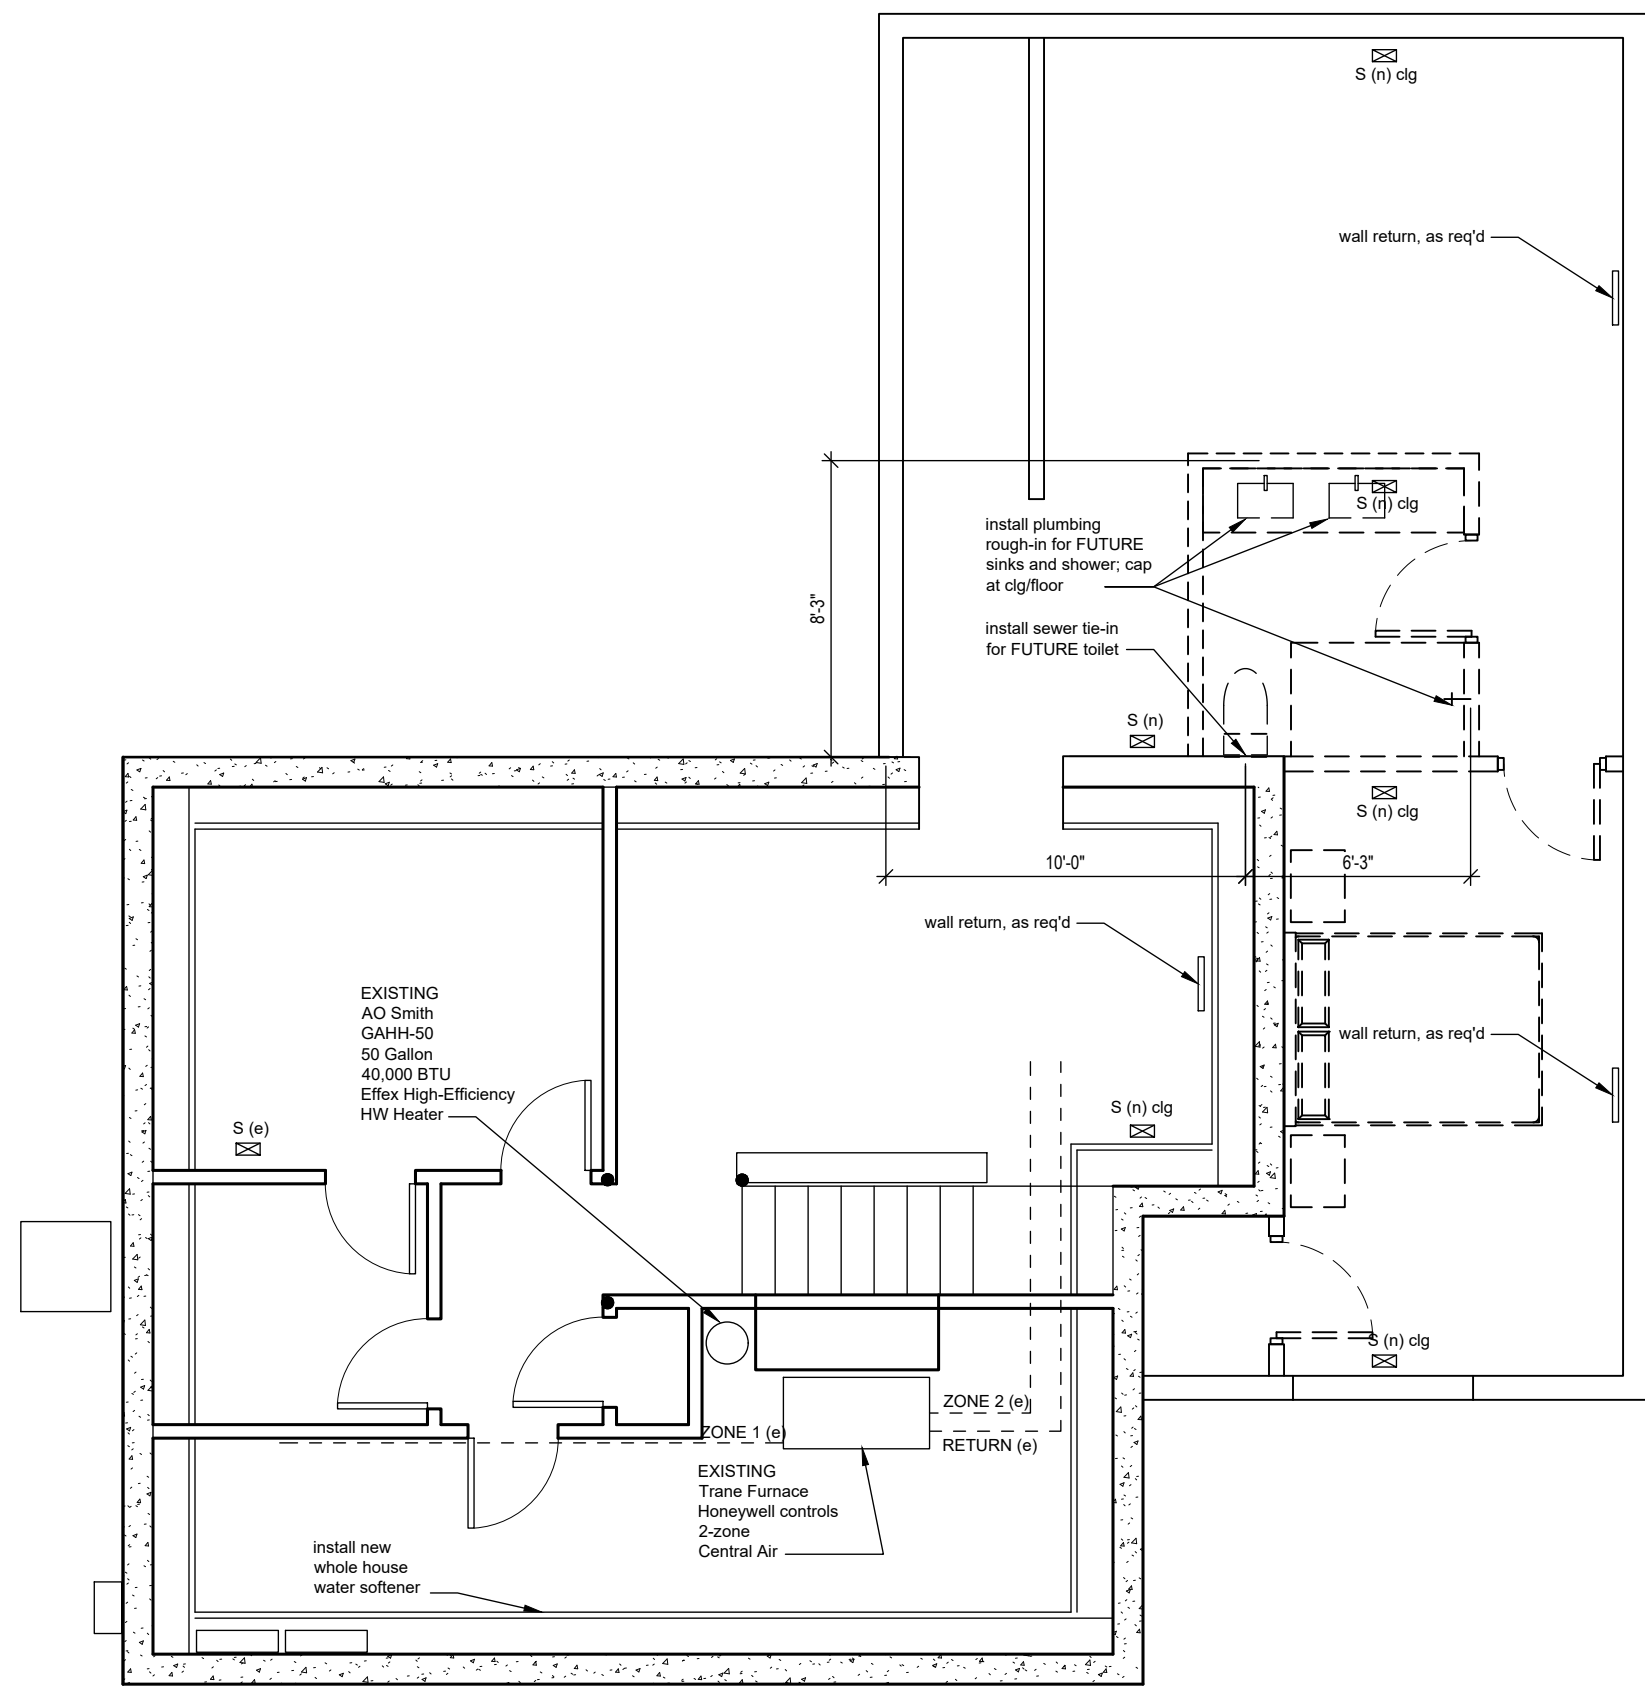 S (n) clg
wall return, as req'd
S (n) clg
install plumbing
rough-in for FUTURE
sinks and shower; cap
at clg/floor
8'-3"
install sewer tie-in
for FUTURE toilet
S (n)
S (n) clg
10'-0"
6'-3"
wall return, as req'd
EXISTING
AO Smith
GAHH-50
50 Gallon
40,000 BTU
Effex High-Efficiency
HW Heater
wall return, as req'd
S (n) clg
S (e)
S (n) clg
ZONE 2 (e)
ZONE 1 (e)
RETURN (e)
EXISTING
Trane Furnace
Honeywell controls
2-zone
Central Air
install new
whole house
water softener